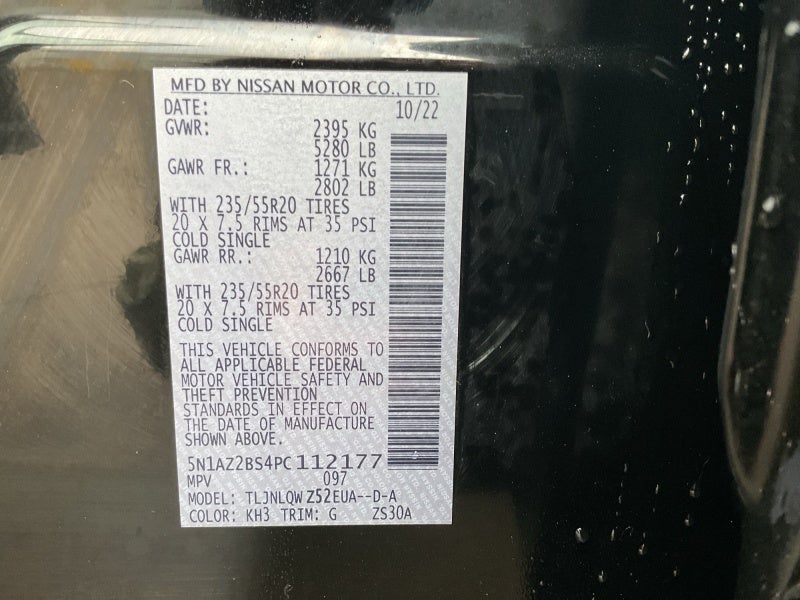 MFD BY NISSAN MOTOR CO., LTD.
DATE: 10/22
GVWR: 2395 KG
5280 LB
GAWR FR.: 1271 KG
2802 LB
WITH 235/55R20 TIRES
20 X 7.5 RIMS AT 35 PSI
COLD SINGLE
GAWR RR.: 1210 KG
2667 LB
WITH 235/55R20 TIRES
20 X 7.5 RIMS AT 35 PSI
COLD SINGLE
THIS VEHICLE CONFORMS TO
ALL APPLICABLE FEDERAL
MOTOR VEHICLE SAFETY AND
THEFT PREVENTION
STANDARDS IN EFFECT ON
THE DATE OF MANUFACTURE
SHOWN ABOVE.
5N1AZ2BS4PC112177
MPV 097
MODEL: TLJNLQW Z52EUA--D-A
COLOR: KH3 TRIM: G ZS30A